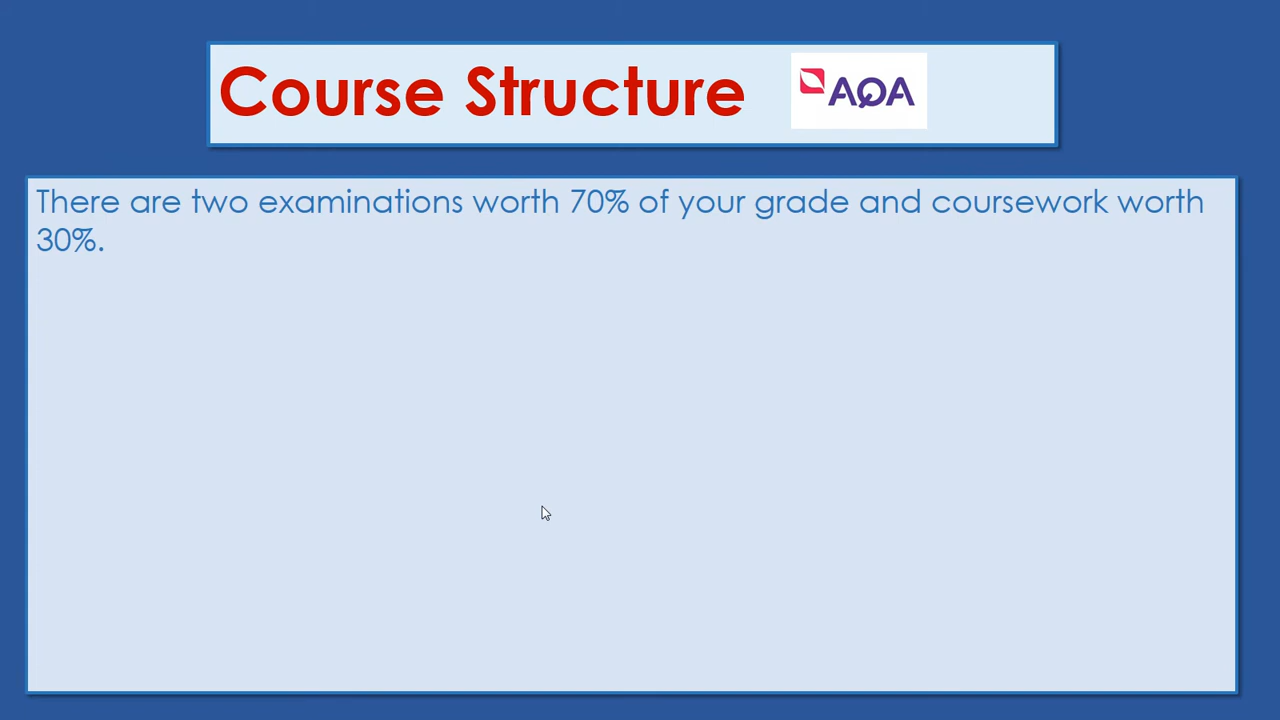 Course Structure
AQA
There are two examinations worth 70% of your grade and coursework worth
30%.